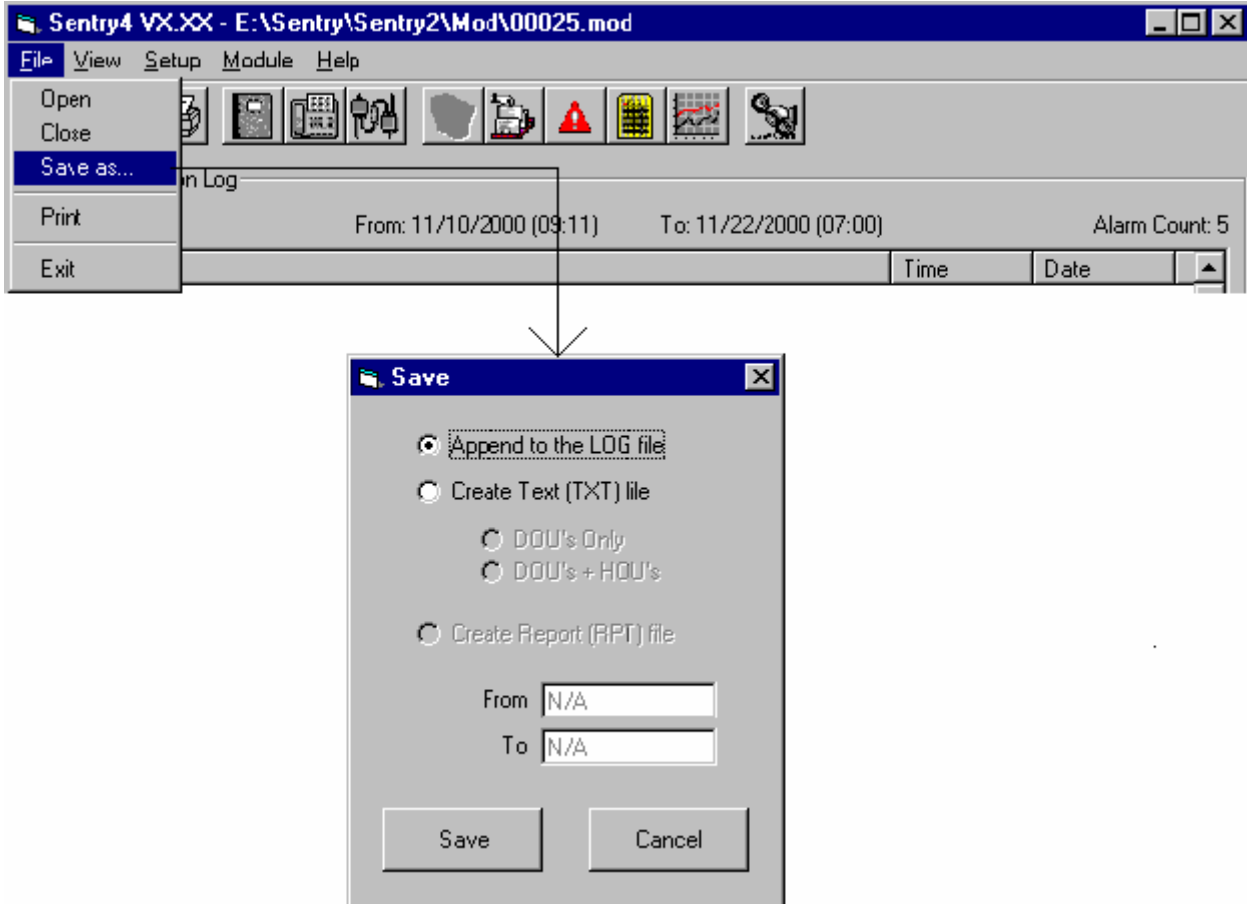 Sentry4 VX.XX - E:\Sentry\Sentry2\Mod\00025.mod
File View Setup Module Help
Open
Close
Save as...
on Log
Print
From: 11/10/2000 (09:11) To: 11/22/2000 (07:00) Alarm Count: 5
Exit
Time Date
Save
Append to the LOG file
Create Text (TXT) file
DOU's Only
DOU's + HOU's
Create Report (RPT) file
From N/A
To N/A
Save Cancel